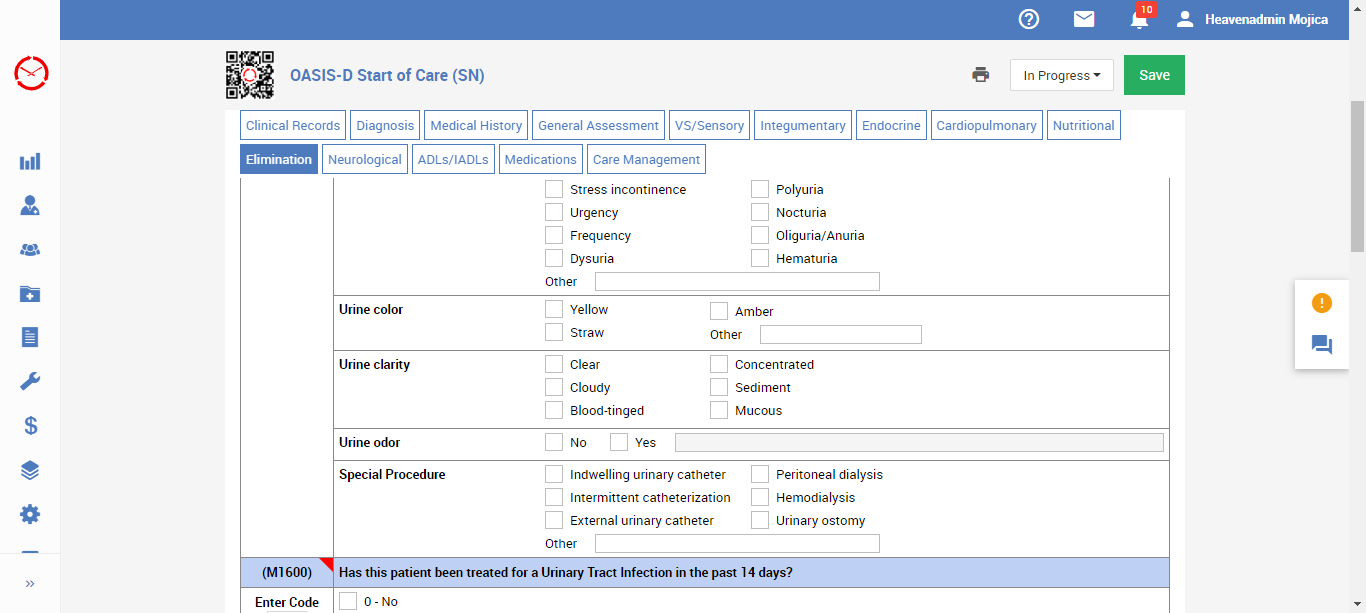 10
Heavenadmin Mojica
OASIS-D Start of Care (SN)
In Progress
Save
Clinical Records Diagnosis Medical History General Assessment VS/Sensory Integumentary Endocrine Cardiopulmonary Nutritional
Elimination Neurological ADLs/IADLs Medications Care Management
Stress incontinence Polyuria
Urgency Nocturia
Frequency Oliguria/Anuria
Dysuria Hematuria
Other
Urine color Yellow Amber
Straw Other
Urine clarity Clear Concentrated
Cloudy Sediment
Blood-tinged Mucous
Urine odor No Yes
Special Procedure Indwelling urinary catheter Peritoneal dialysis
Intermittent catheterization Hemodialysis
External urinary catheter Urinary ostomy
Other
(M1600) Has this patient been treated for a Urinary Tract Infection in the past 14 days?
Enter Code 0 - No